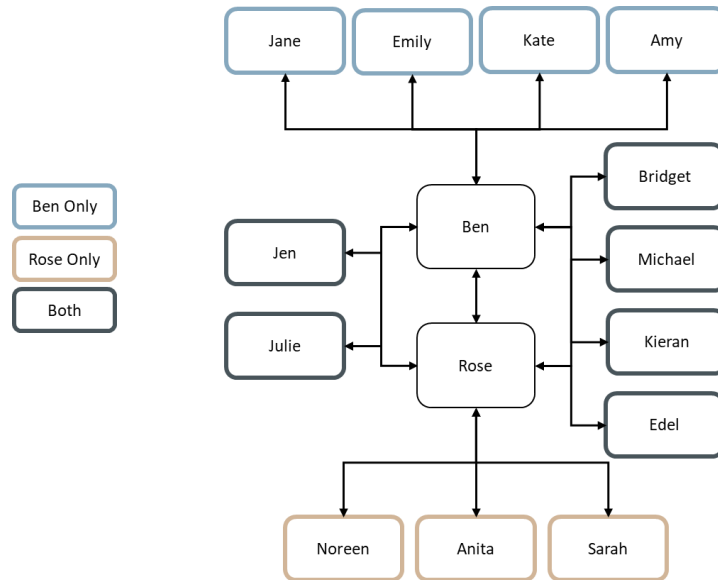 Jane
Emily
Kate
Amy
Bridget
Ben Only
Ben
Jen
Rose Only
Michael
Both
Julie
Rose
Kieran
Edel
Noreen
Anita
Sarah